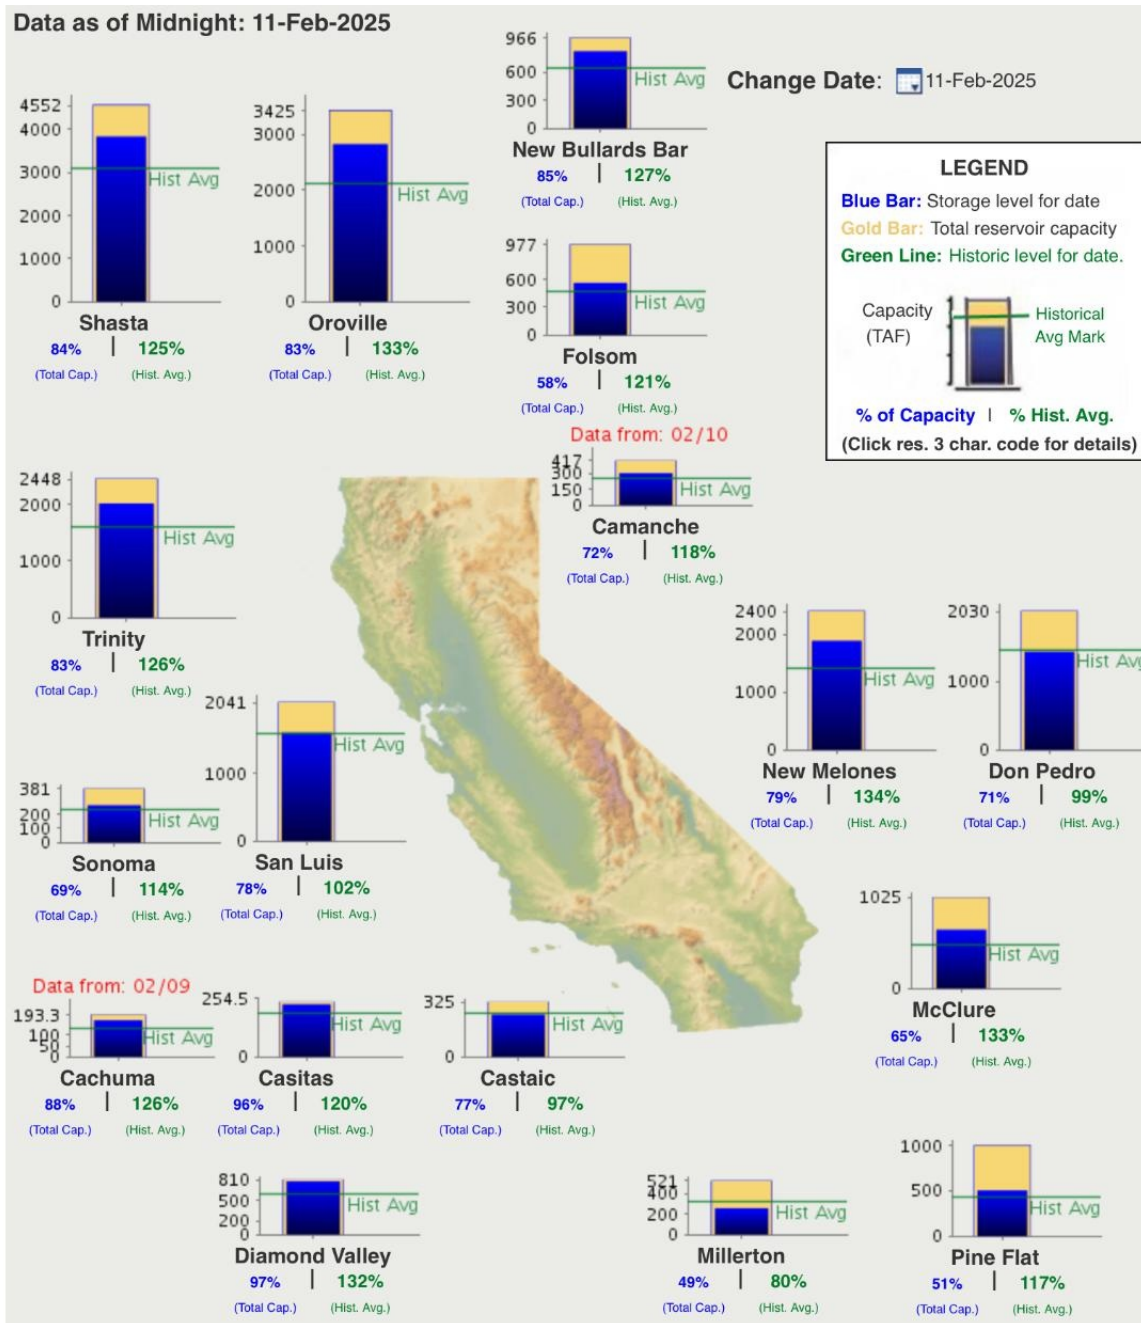 Data as of Midnight: 11-Feb-2025
Change Date: 11-Feb-2025
4552
4000
3000
2000
1000
0
Hist Avg
Shasta
84% | 125%
(Total Cap.) (Hist. Avg.)
3425
3000
2000
1000
0
Hist Avg
Oroville
83% | 133%
(Total Cap.) (Hist. Avg.)
966
600
300
0
Hist Avg
New Bullards Bar
85% | 127%
(Total Cap.) (Hist. Avg.)
977
600
300
0
Hist Avg
Folsom
58% | 121%
(Total Cap.) (Hist. Avg.)
LEGEND
Blue Bar: Storage level for date
Gold Bar: Total reservoir capacity
Green Line: Historic level for date.
Capacity
(TAF)
Historical
Avg Mark
% of Capacity | % Hist. Avg.
(Click res. 3 char. code for details)
Data from: 02/10
417
300
150
0
Hist Avg
Camanche
72% | 118%
(Total Cap.) (Hist. Avg.)
2448
2000
1000
0
Hist Avg
Trinity
83% | 126%
(Total Cap.) (Hist. Avg.)
2400
2000
1000
0
Hist Avg
New Melones
79% | 134%
(Total Cap.) (Hist. Avg.)
2030
1000
0
Hist Avg
Don Pedro
71% | 99%
(Total Cap.) (Hist. Avg.)
381
200
100
0
Hist Avg
Sonoma
69% | 114%
(Total Cap.) (Hist. Avg.)
2041
1000
0
Hist Avg
San Luis
78% | 102%
(Total Cap.) (Hist. Avg.)
1025
0
Hist Avg
McClure
65% | 133%
(Total Cap.) (Hist. Avg.)
Data from: 02/09
193.3
100
50
0
Hist Avg
Cachuma
88% | 126%
(Total Cap.) (Hist. Avg.)
254.5
0
Hist Avg
Casitas
96% | 120%
(Total Cap.) (Hist. Avg.)
325
0
Hist Avg
Castaic
77% | 97%
(Total Cap.) (Hist. Avg.)
810
500
200
0
Hist Avg
Diamond Valley
97% | 132%
(Total Cap.) (Hist. Avg.)
521
400
200
0
Hist Avg
Millerton
49% | 80%
(Total Cap.) (Hist. Avg.)
1000
500
0
Hist Avg
Pine Flat
51% | 117%
(Total Cap.) (Hist. Avg.)